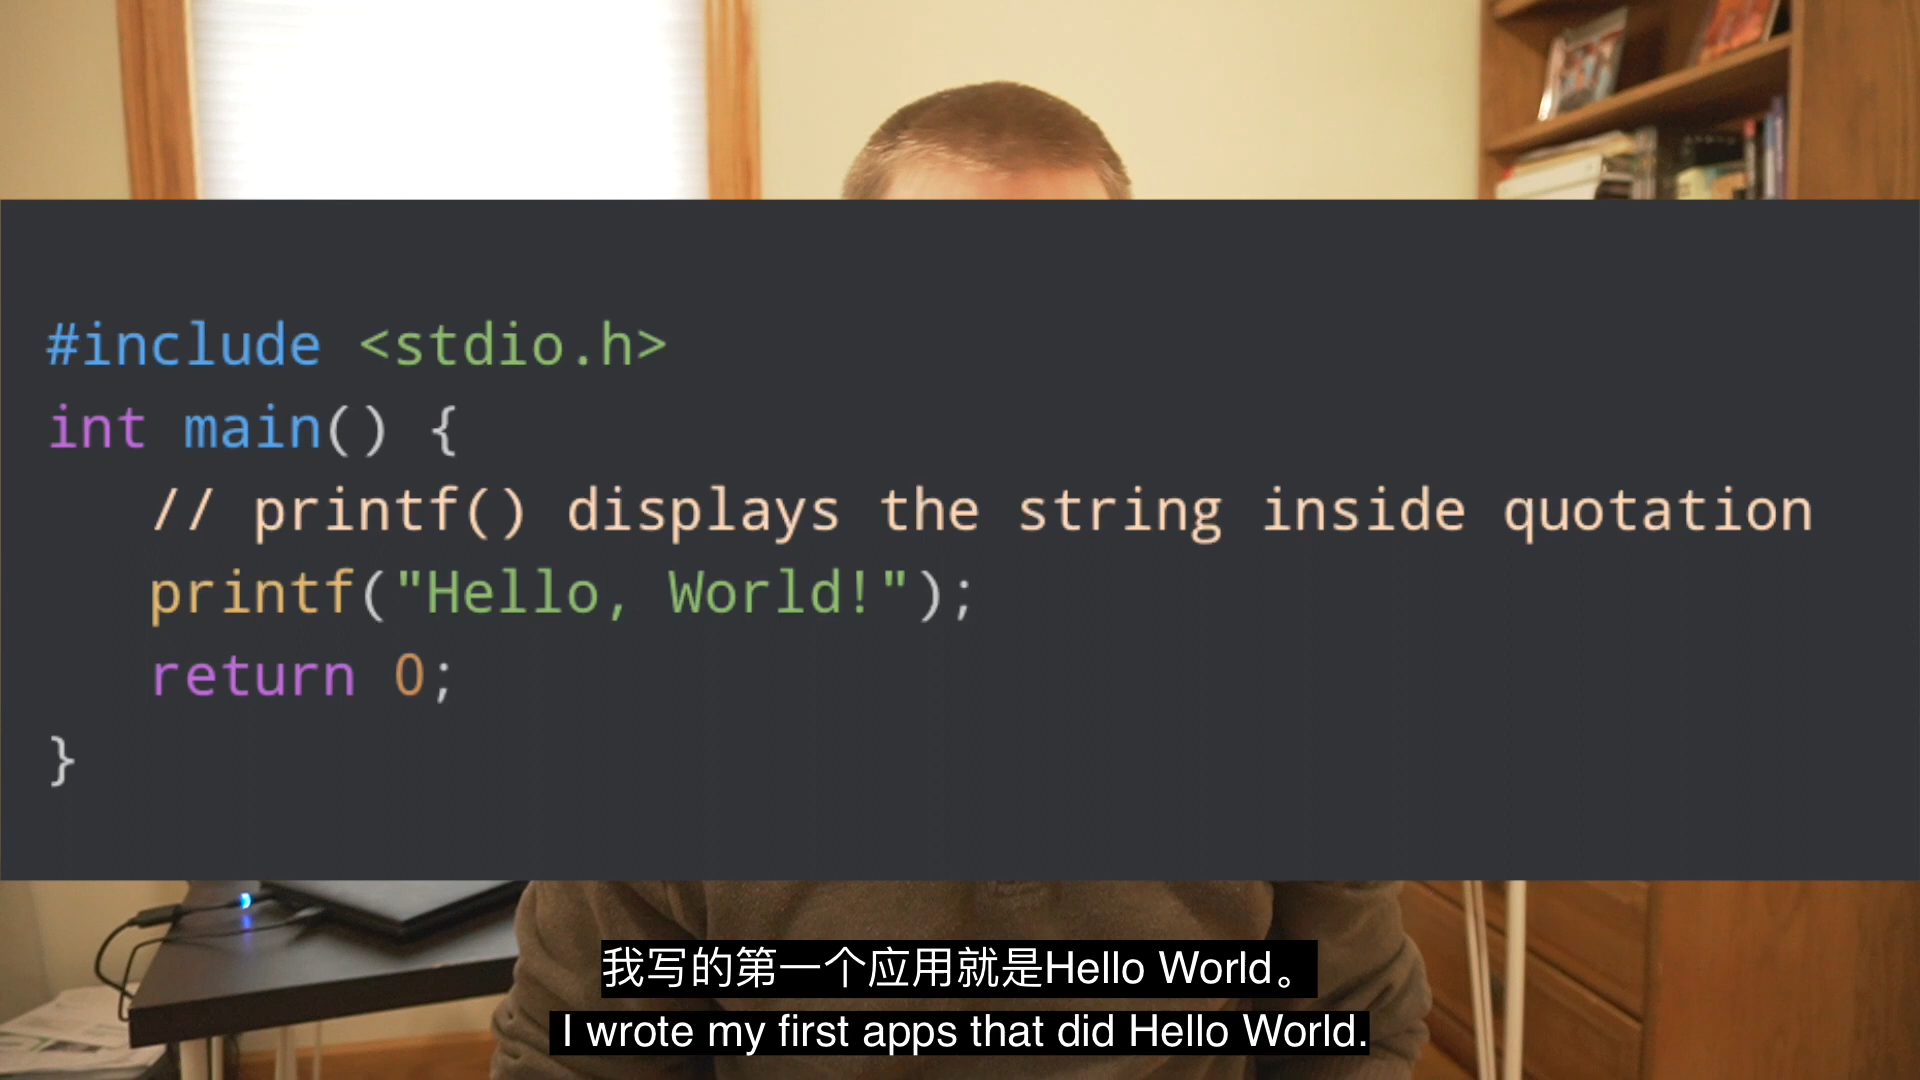 #include <stdio.h>
int main() {
// printf() displays the string inside quotation
printf("Hello, World!");
return 0;
}
我写的第一个应用就是Hello World。
I wrote my first apps that did Hello World.